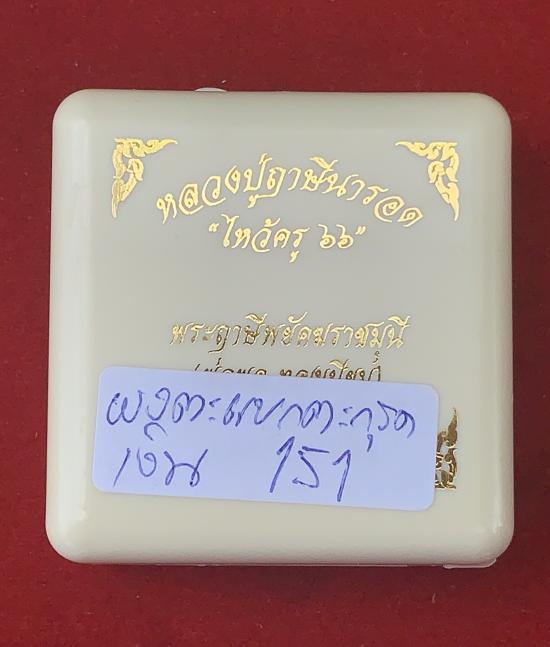 หลวงปู่ฤาษีนารอด
"ไหว้ครู ๖๖"
พระฤาษีพยัคฆราชมุนี
ผงตะแบกตะกรุด
เงิน 151